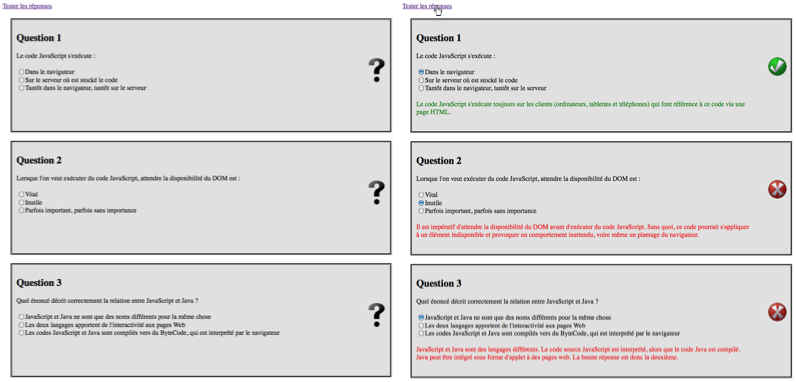 Tester les réponses
Question 1
Le code JavaScript s'exécute :
Dans le navigateur
Sur le serveur où est stocké le code
Tantôt dans le navigateur, tantôt sur le serveur
Question 2
Lorsque l'on veut exécuter du code JavaScript, attendre la disponibilité du DOM est :
Vital
Inutile
Parfois important, parfois sans importance
Question 3
Quel énoncé décrit correctement la relation entre JavaScript et Java ?
JavaScript et Java ne sont que des noms différents pour la même chose
Les deux langages apportent de l'interactivité aux pages Web
Les codes JavaScript et Java sont compilés vers du ByteCode, qui est interprété par le navigateur
Tester les réponses
Question 1
Le code JavaScript s'exécute :
Dans le navigateur
Sur le serveur où est stocké le code
Tantôt dans le navigateur, tantôt sur le serveur
Le code JavaScript s'exécute toujours sur les clients (ordinateurs, tablettes et téléphones) qui font référence à ce code via une
page HTML.
Question 2
Lorsque l'on veut exécuter du code JavaScript, attendre la disponibilité du DOM est :
Vital
Inutile
Parfois important, parfois sans importance
Il est impératif d'attendre la disponibilité du DOM avant d'exécuter du code JavaScript. Sans quoi, ce code pourrait s'appliquer
à un élément indisponible et provoquer un comportement inattendu, voire même un plantage du navigateur.
Question 3
Quel énoncé décrit correctement la relation entre JavaScript et Java ?
JavaScript et Java ne sont que des noms différents pour la même chose
Les deux langages apportent de l'interactivité aux pages Web
Les codes JavaScript et Java sont compilés vers du ByteCode, qui est interprété par le navigateur
JavaScript et Java sont des langages différents. Le code source JavaScript est interprété, alors que le code Java est compilé.
Java peut être intégré sous forme d'applet à des pages web. La bonne réponse est donc la deuxième.